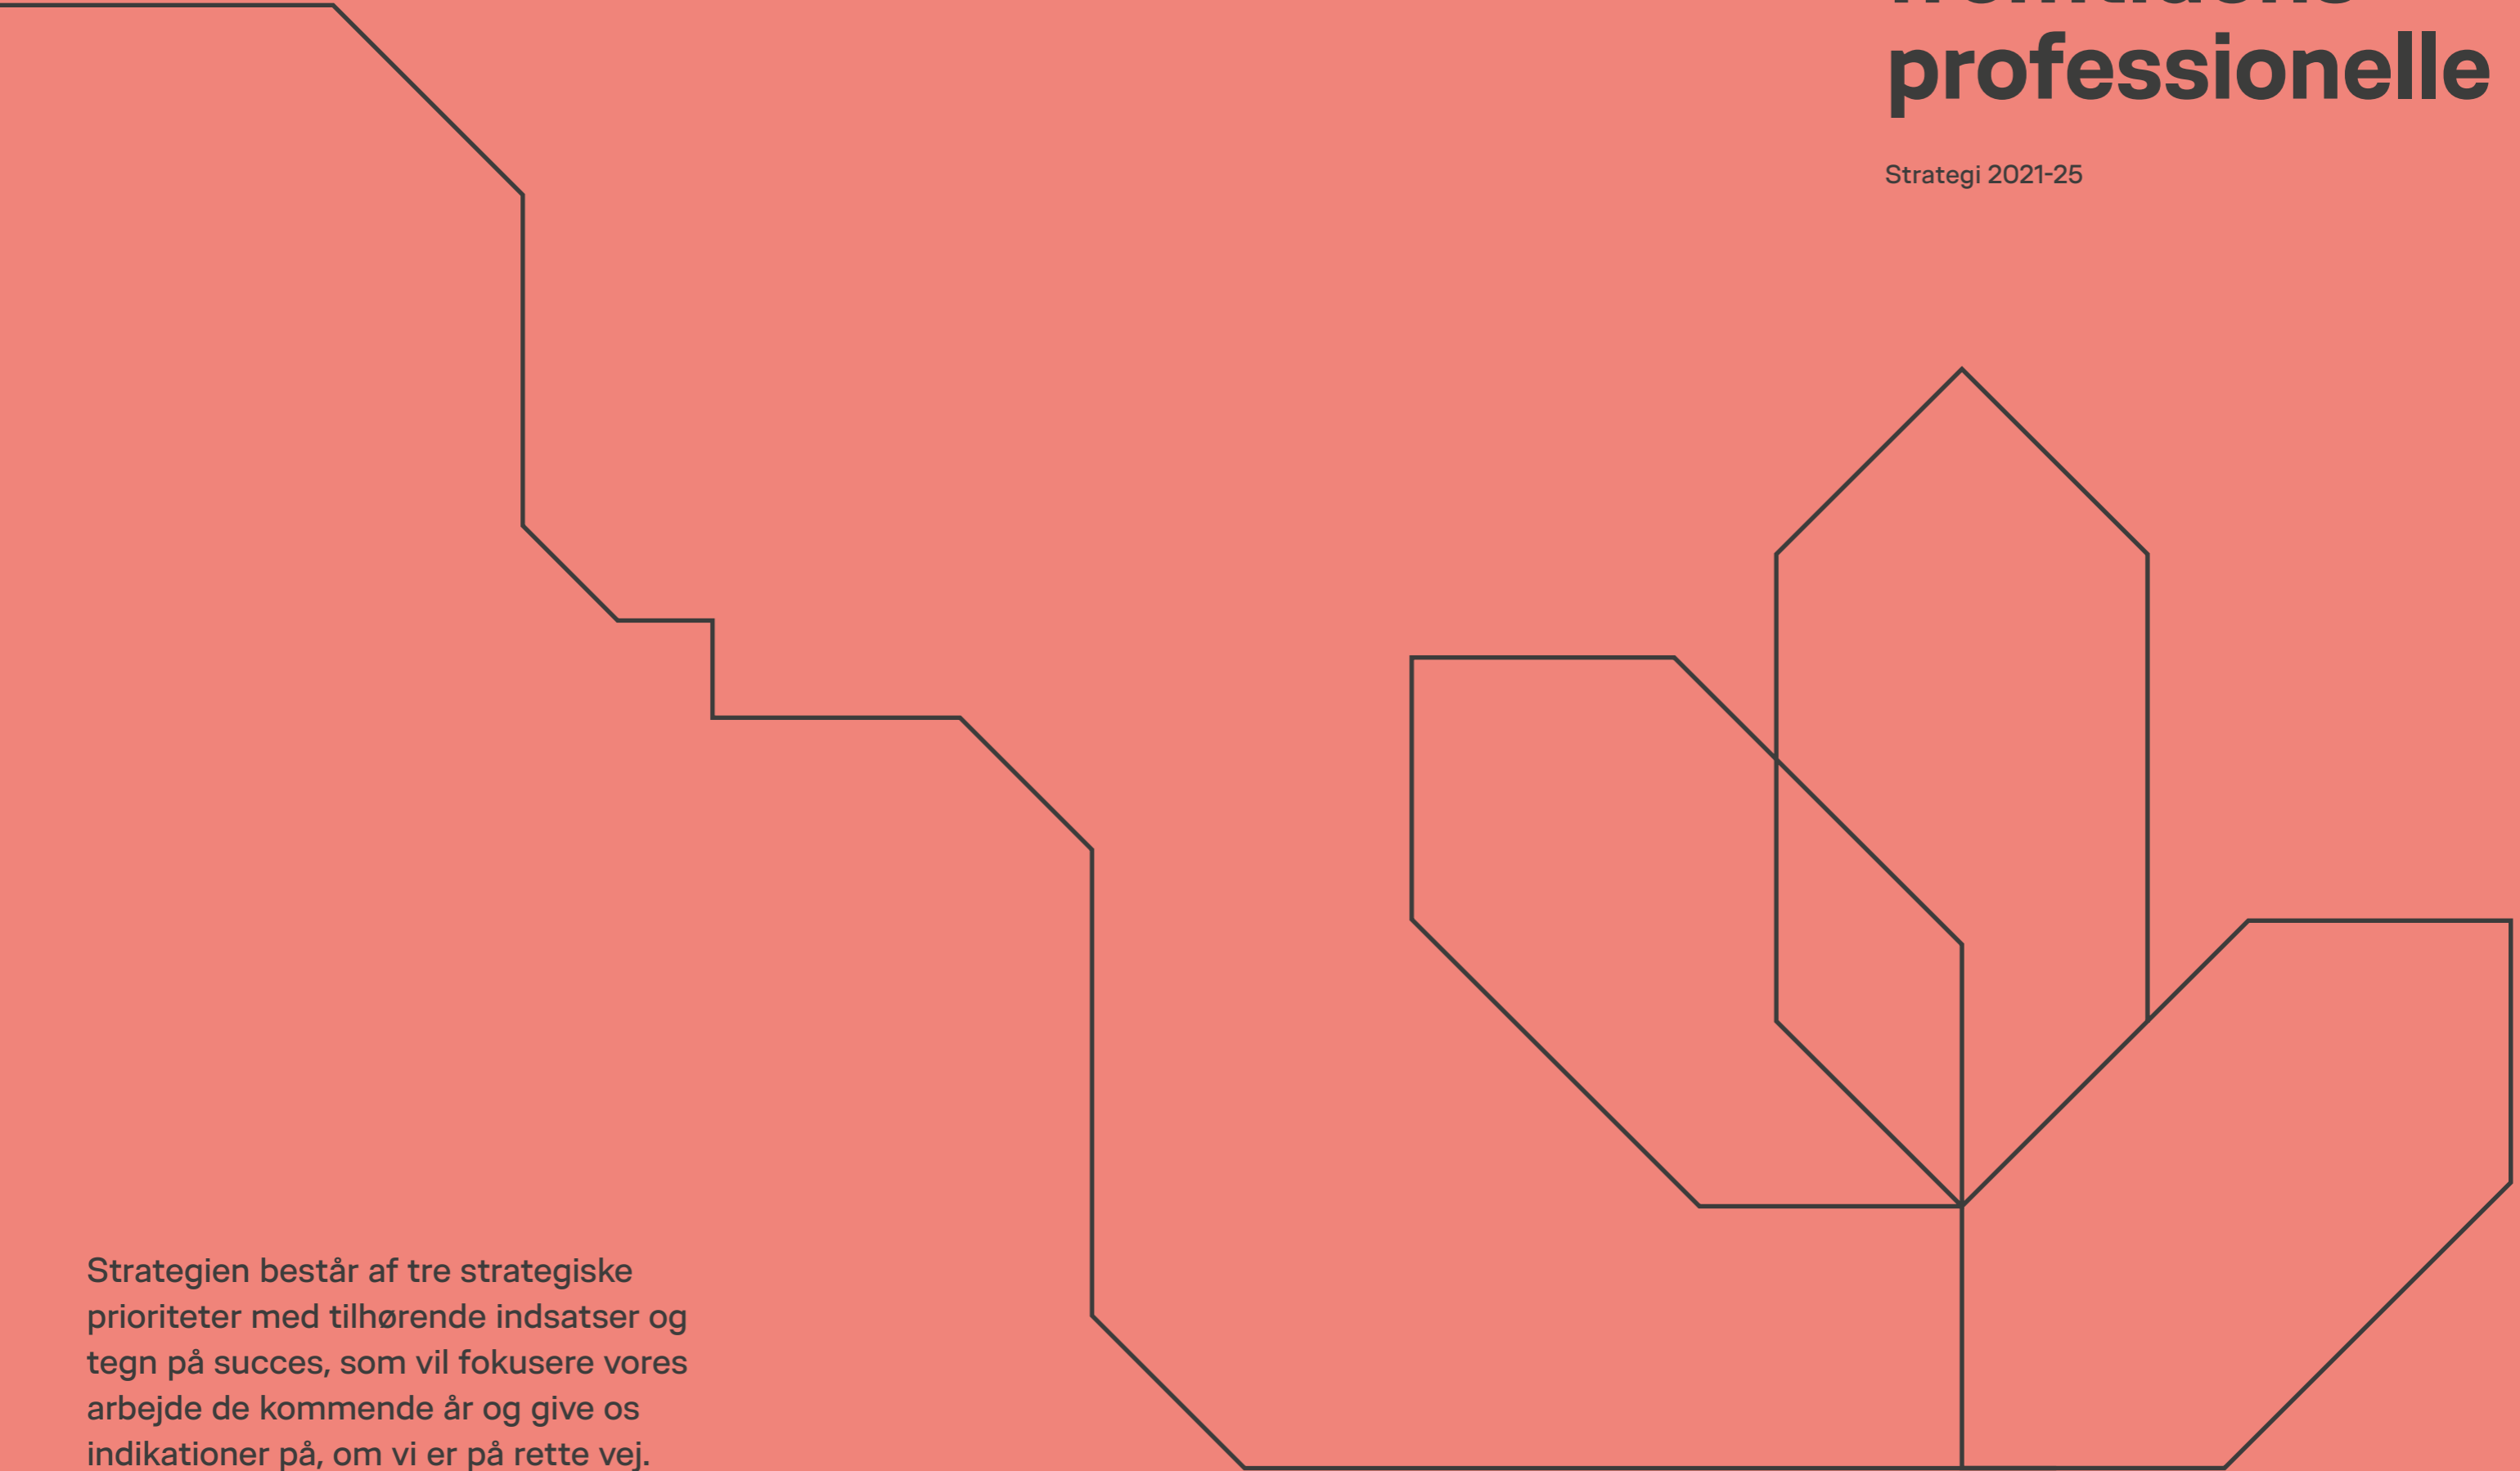 professionelle
Strategi 2021-25
Strategien består af tre strategiske
prioriteter med tilhørende indsatser og
tegn på succes, som vil fokusere vores
arbejde de kommende år og give os
indikationer på, om vi er på rette vej.